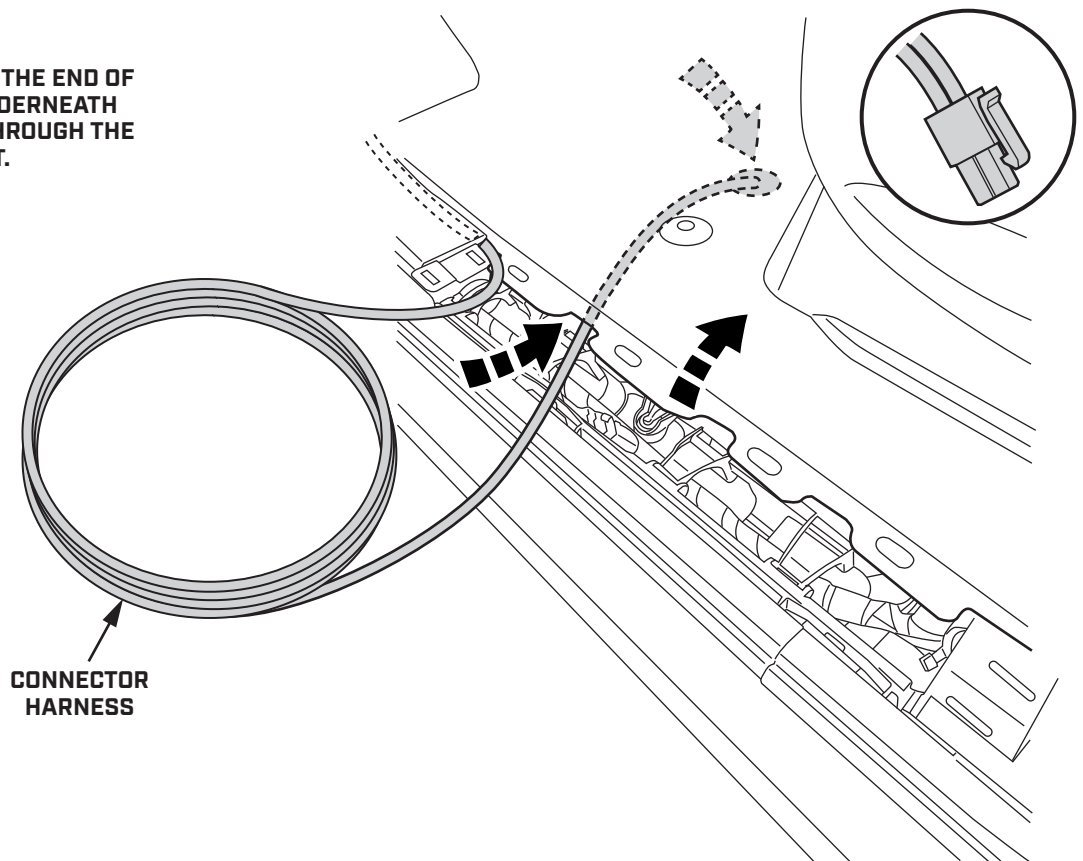 THE END OF
DERNEATH
HROUGH THE
T.
CONNECTOR
HARNESS